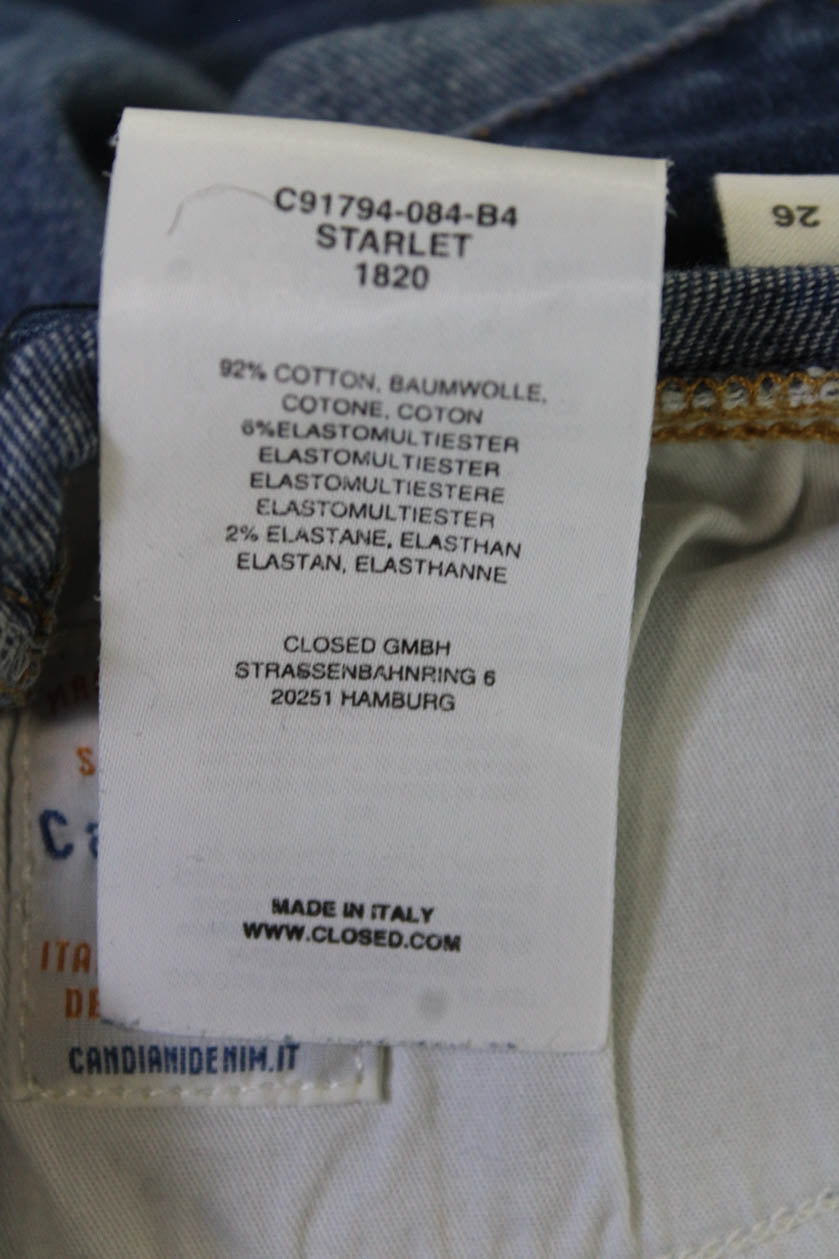 C91794-084-B4
STARLET
1820
26
92% COTTON, BAUMWOLLE,
COTONE, COTON
6%ELASTOMULTIESTER
ELASTOMULTIESTER
ELASTOMULTIESTERE
ELASTOMULTIESTER
2% ELASTANE, ELASTHAN
ELASTAN, ELASTHANNE
CLOSED GMBH
STRASSENBAHNRING 6
20251 HAMBURG
MADE IN ITALY
WWW.CLOSED.COM
CANDIANIDENIM.IT